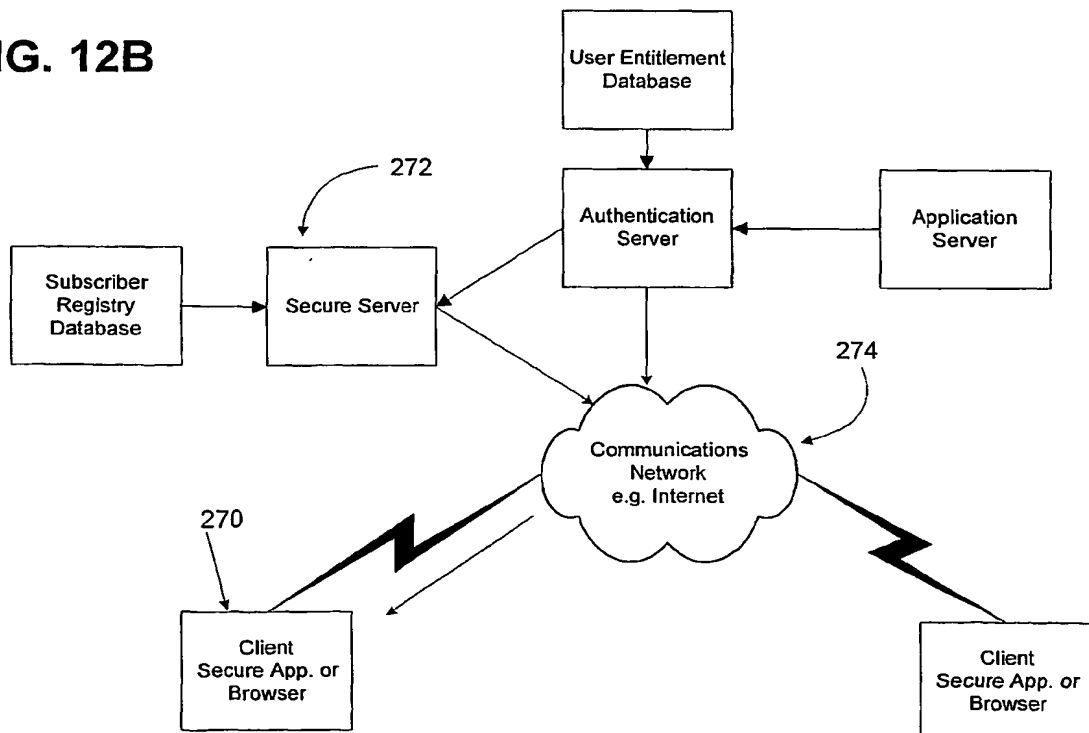 IG. 12B
User Entitlement
Database
272
Authentication
Server
Application
Server
Subscriber
Registry
Database
Secure Server
274
Communications
Network
e.g. Internet
270
Client
Secure App. or
Browser
Client
Secure App. or
Browser